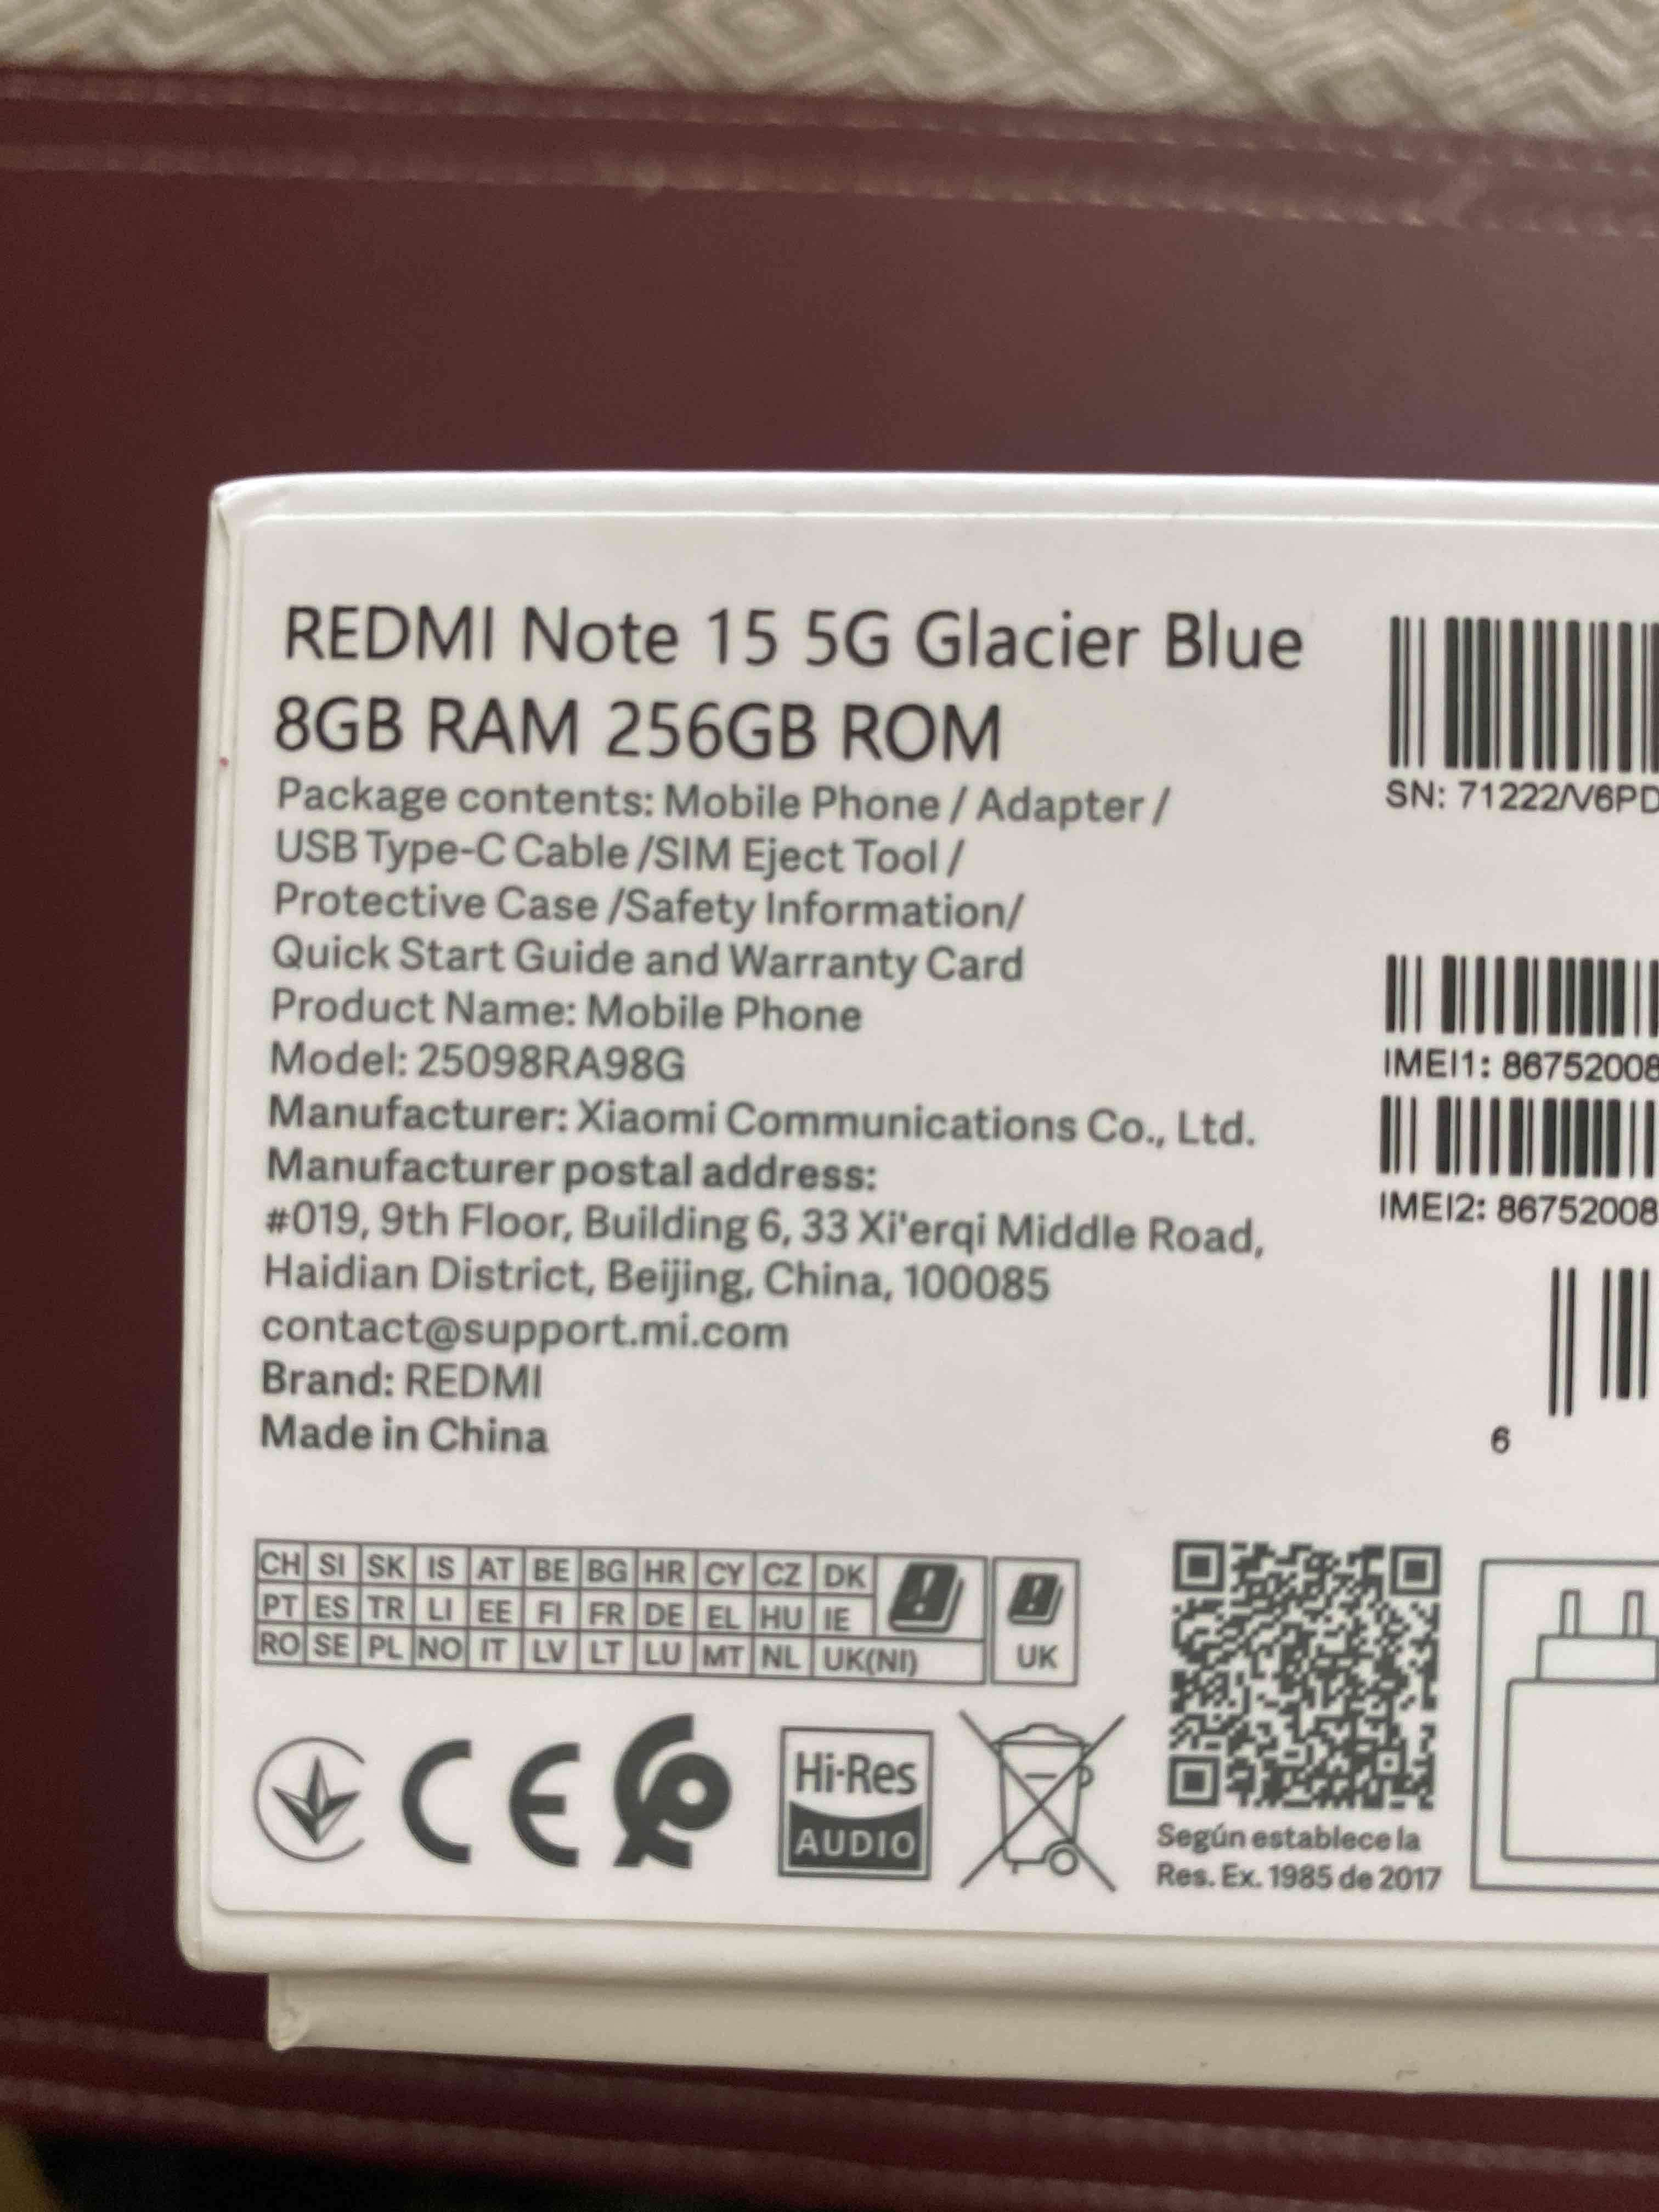 REDMI Note 15 5G Glacier Blue
8GB RAM 256GB ROM
Package contents: Mobile Phone / Adapter /
USB Type-C Cable /SIM Eject Tool /
Protective Case /Safety Information/
Quick Start Guide and Warranty Card
Product Name: Mobile Phone
Model: 25098RA98G
Manufacturer: Xiaomi Communications Co., Ltd.
Manufacturer postal address:
#019, 9th Floor, Building 6, 33 Xi'erqi Middle Road,
Haidian District, Beijing, China, 100085
contact@support.mi.com
Brand: REDMI
Made in China
SN: 71222/V6PD
IMEI1: 86752008
IMEI2: 86752008
6
CH SI SK IS AT BE BG HR CY CZ DK
PT ES TR LI EE FI FR DE EL HU IE
RO SE PL NO IT LV LT LU MT NL UK(NI)
UK
CE
Hi-Res
AUDIO
Según establece la
Res. Ex. 1985 de 2017